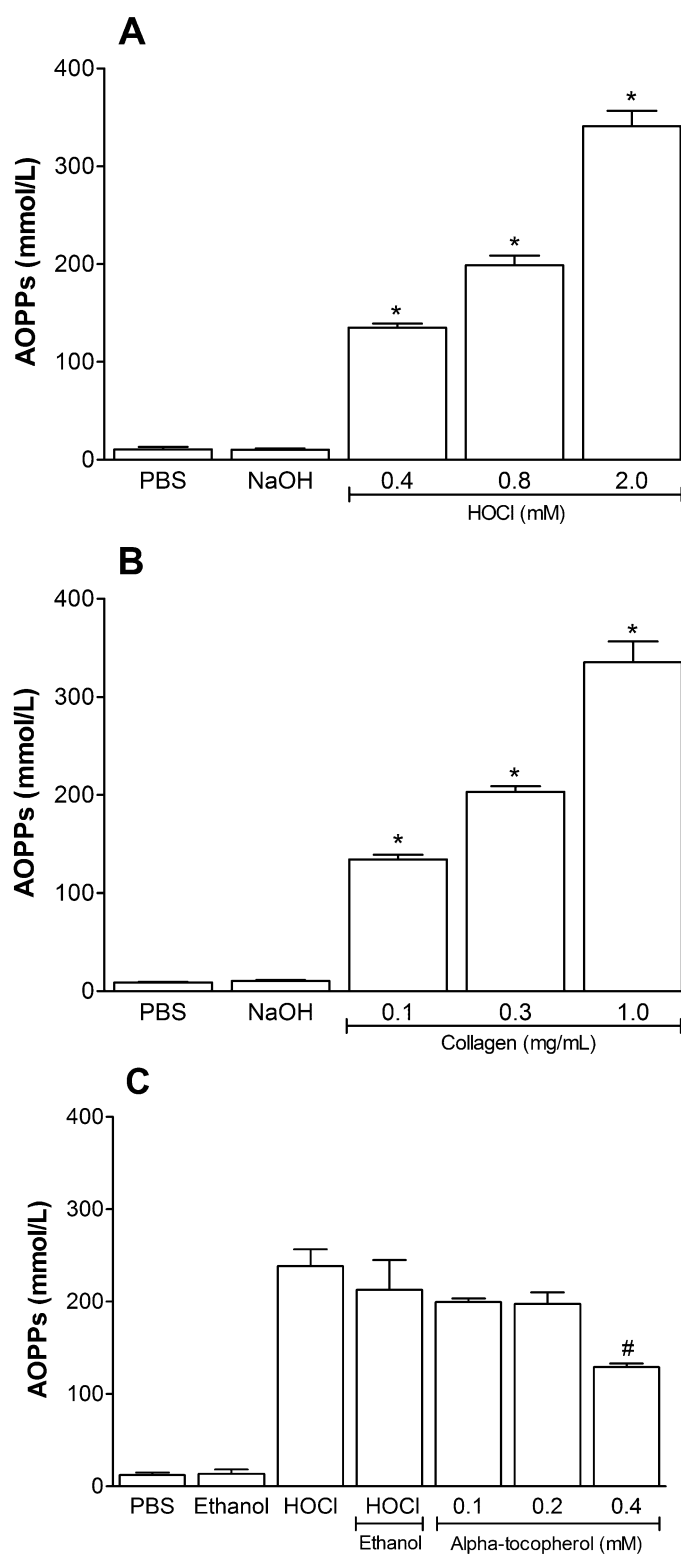 A
AOPPs (mmol/L)
400
300
200
100
0
*
*
*
PBS NaOH 0.4 0.8 2.0
HOCl (mM)
B
AOPPs (mmol/L)
400
300
200
100
0
*
*
*
PBS NaOH 0.1 0.3 1.0
Collagen (mg/mL)
C
AOPPs (mmol/L)
400
300
200
100
0
#
PBS Ethanol HOCl HOCl 0.1 0.2 0.4
Ethanol Alpha-tocopherol (mM)